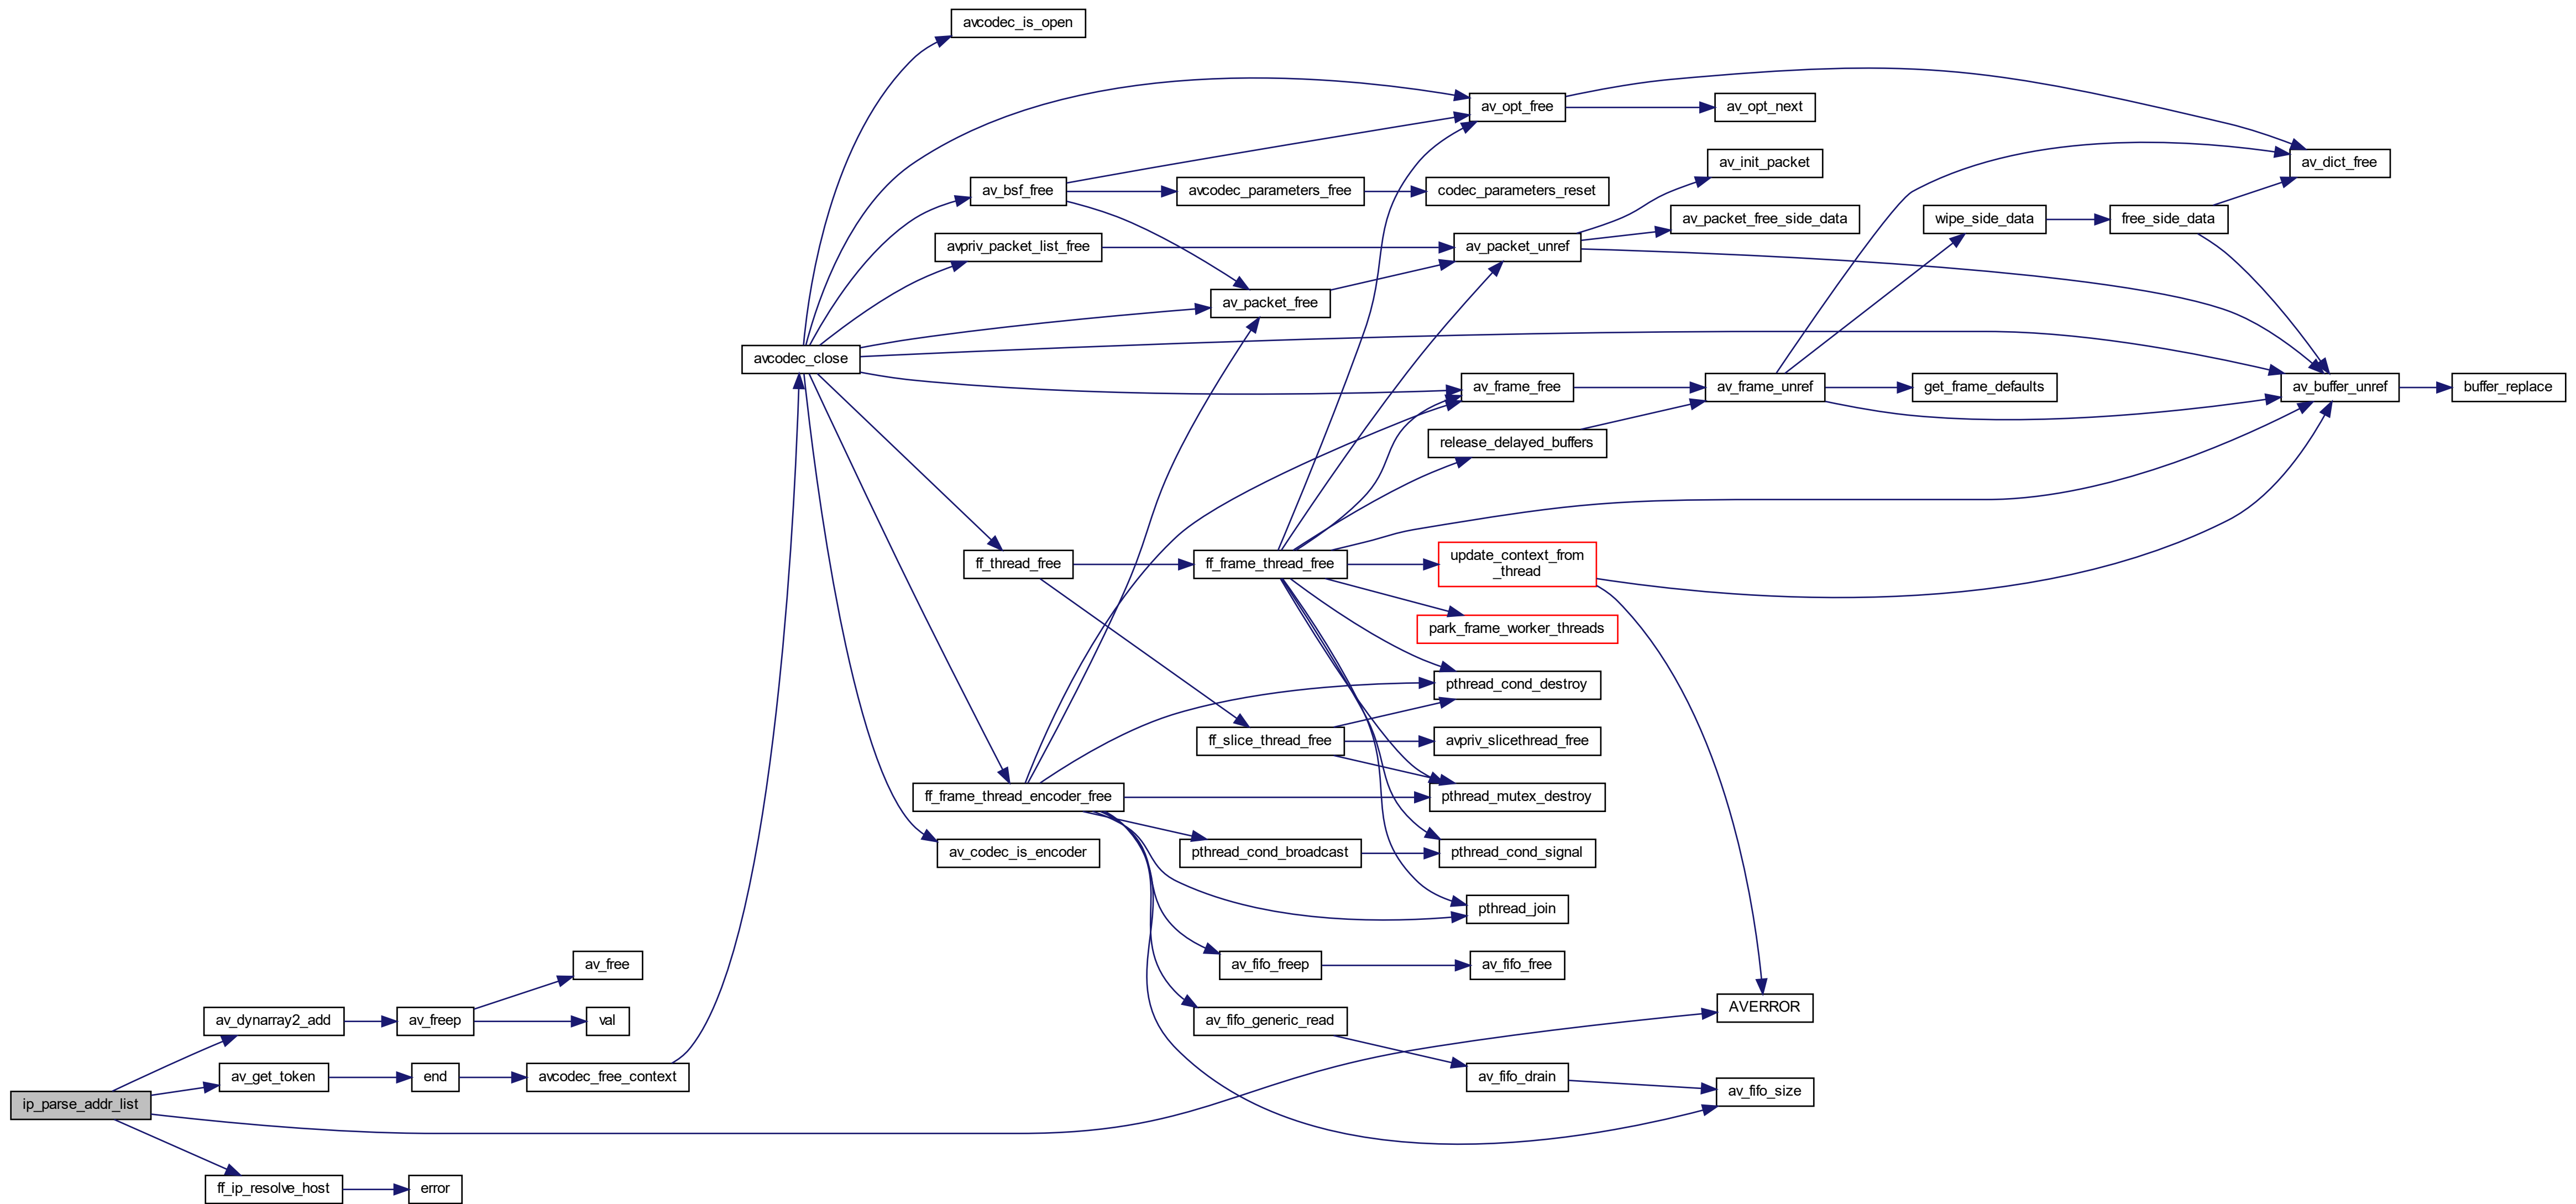 avcodec_is_open
av_opt_free
av_opt_next
av_init_packet
av_dict_free
av_bsf_free
avcodec_parameters_free
codec_parameters_reset
av_packet_free_side_data
wipe_side_data
free_side_data
avpriv_packet_list_free
av_packet_unref
av_packet_free
avcodec_close
av_frame_free
av_frame_unref
get_frame_defaults
av_buffer_unref
buffer_replace
release_delayed_buffers
ff_thread_free
ff_frame_thread_free
update_context_from
_thread
park_frame_worker_threads
pthread_cond_destroy
ff_slice_thread_free
avpriv_slicethread_free
ff_frame_thread_encoder_free
pthread_mutex_destroy
av_codec_is_encoder
pthread_cond_broadcast
pthread_cond_signal
pthread_join
av_free
av_fifo_freep
av_fifo_free
av_dynarray2_add
av_freep
val
av_fifo_generic_read
AVERROR
av_get_token
end
avcodec_free_context
av_fifo_drain
av_fifo_size
ip_parse_addr_list
ff_ip_resolve_host
error